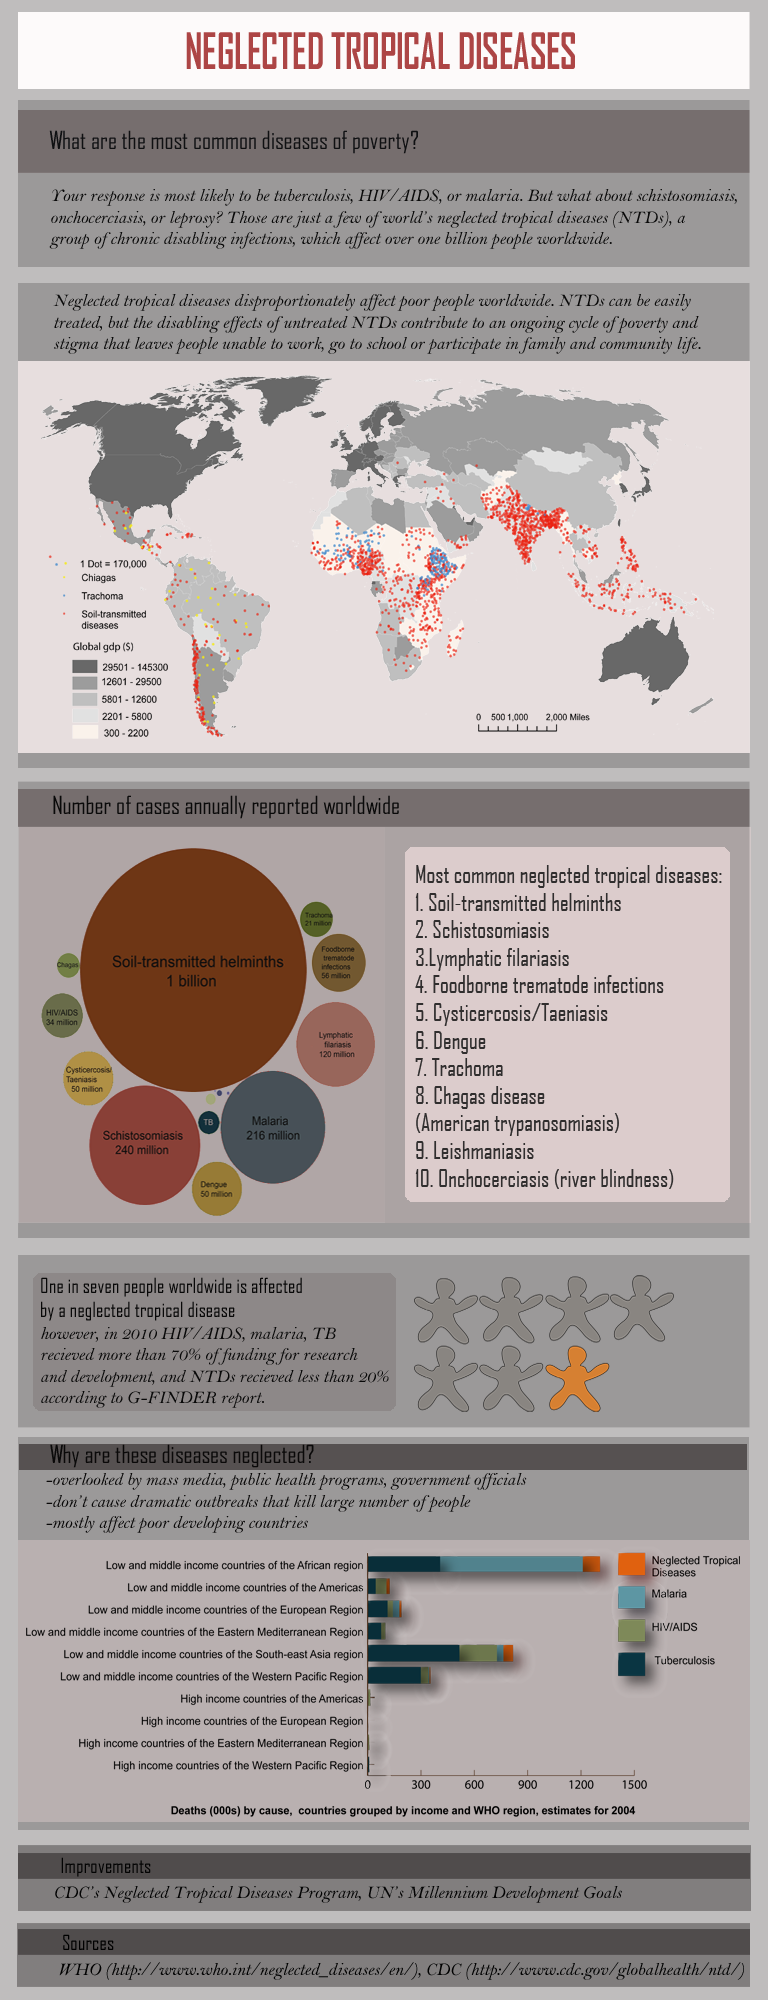 NEGLECTED TROPICAL DISEASES
What are the most common diseases of poverty?
Your response is most likely to be tuberculosis, HIV/AIDS, or malaria. But what about schistosomiasis,
onchocerciasis, or leprosy? Those are just a few of world's neglected tropical diseases (NTDs), a
group of chronic disabling infections, which affect over one billion people worldwide.
Neglected tropical diseases disproportionately affect poor people worldwide. NTDs can be easily
treated, but the disabling effects of untreated NTDs contribute to an ongoing cycle of poverty and
stigma that leaves people unable to work, go to school or participate in family and community life.
1 Dot = 170,000
Chiagas
Trachoma
Soil-transmitted
diseases
Global gdp ($)
29501 - 145300
12601 - 29500
5801 - 12600
2201 - 5800
300 - 2200
0 500 1,000 2,000 Miles
Number of cases annually reported worldwide
Soil-transmitted helminths
1 billion
Trachoma
21 million
Foodborne
trematode
infections
56 million
Chagas
HIV/AIDS
34 million
Lymphatic
filariasis
120 million
Cysticercosis/
Taeniasis
50 million
Schistosomiasis
240 million
TB
Malaria
216 million
Dengue
50 million
Most common neglected tropical diseases:
1. Soil-transmitted helminths
2. Schistosomiasis
3.Lymphatic filariasis
4. Foodborne trematode infections
5. Cysticercosis/Taeniasis
6. Dengue
7. Trachoma
8. Chagas disease
(American trypanosomiasis)
9. Leishmaniasis
10. Onchocerciasis (river blindness)
One in seven people worldwide is affected
by a neglected tropical disease
however, in 2010 HIV/AIDS, malaria, TB
recieved more than 70% of funding for research
and development, and NTDs recieved less than 20%
according to G-FINDER report.
Why are these diseases neglected?
-overlooked by mass media, public health programs, government officials
-don't cause dramatic outbreaks that kill large number of people
-mostly affect poor developing countries
Low and middle income countries of the African region
Low and middle income countries of the Americas
Low and middle income countries of the European Region
Low and middle income countries of the Eastern Mediterranean Region
Low and middle income countries of the South-east Asia region
Low and middle income countries of the Western Pacific Region
High income countries of the Americas
High income countries of the European Region
High income countries of the Eastern Mediterranean Region
High income countries of the Western Pacific Region
0 300 600 900 1200 1500
Neglected Tropical
Diseases
Malaria
HIV/AIDS
Tuberculosis
Deaths (000s) by cause, countries grouped by income and WHO region, estimates for 2004
Improvements
CDC's Neglected Tropical Diseases Program, UN's Millennium Development Goals
Sources
WHO (http://www.who.int/neglected_diseases/en/), CDC (http://www.cdc.gov/globalhealth/ntd/)